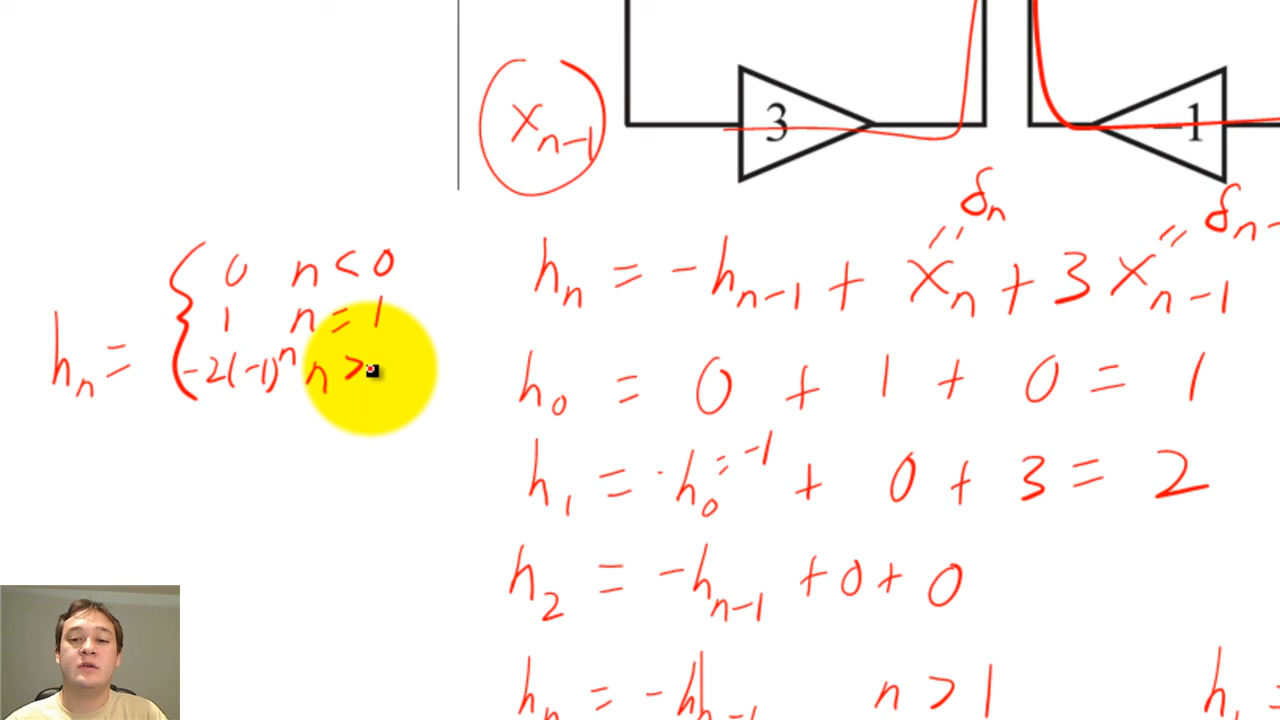 x_{n-1}
3
-1
δ_n
δ_{n-
h_n = { 0 n < 0
1 n = 1
-2(-1)^n n >
h_n = -h_{n-1} + x_n + 3x_{n-1}
h_0 = 0 + 1 + 0 = 1
h_1 = -h_0 = -1 + 0 + 3 = 2
h_2 = -h_{n-1} + 0 + 0
h_n = -h_{n-1} n > 1
h_1 =